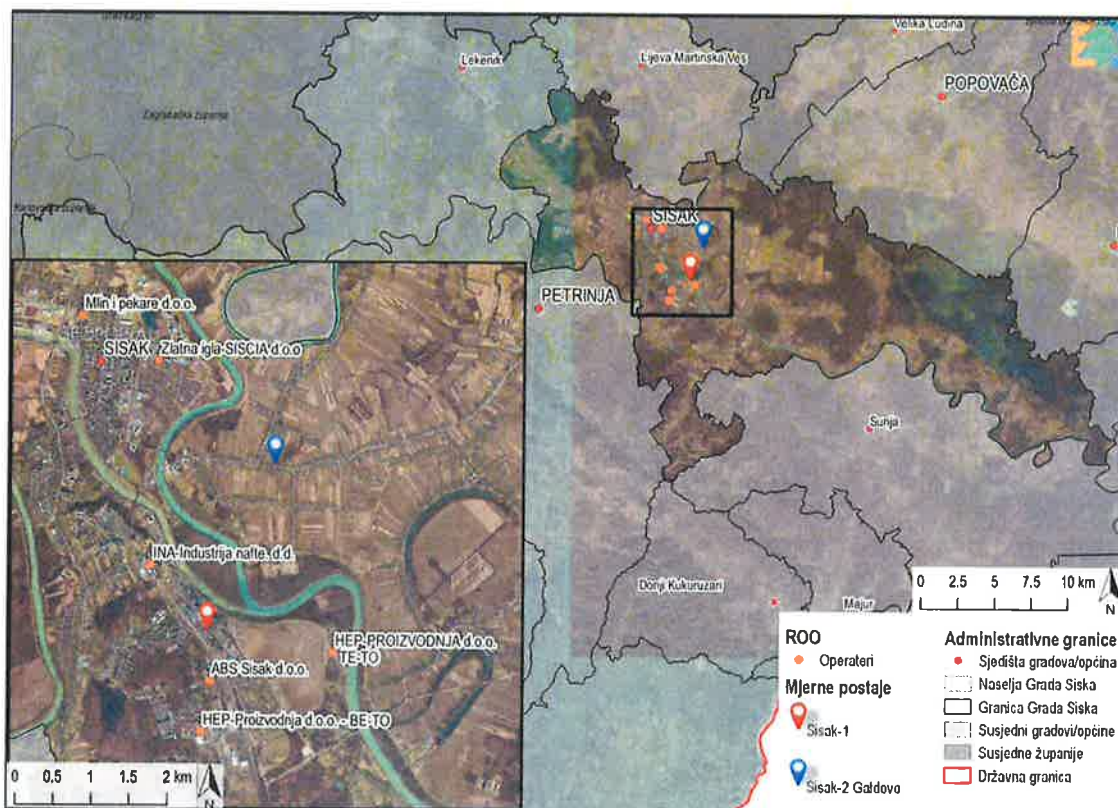 Velika Ludina
Lekenik
Lijeva Martinska Ves
POPOVAČA
Zagrebačka županija
Karlovačka županija
SISAK
PETRINJA
Sunja
Donji Kukuruzari
Majur
Mlin i pekare d.o.o.
SISAK
Zlatna igla-SISCIA d.o.o
INA-Industrija nafte, d.d.
HEP-PROIZVODNJA d.o.o.
TE-TO
ABS Sisak d.o.o.
HEP-Proizvodnja d.o.o. - BE-TO
0 0,5 1 1,5 2 km
N
0 2.5 5 7.5 10 km
N
ROO
Operateri
Mjerne postaje
Sisak-1
Sisak-2 Galdovo
Administrativne granice
Sjedišta gradova/općina
Naselja Grada Siska
Granica Grada Siska
Susjedni gradovi/općine
Susjedne županije
Državna granica